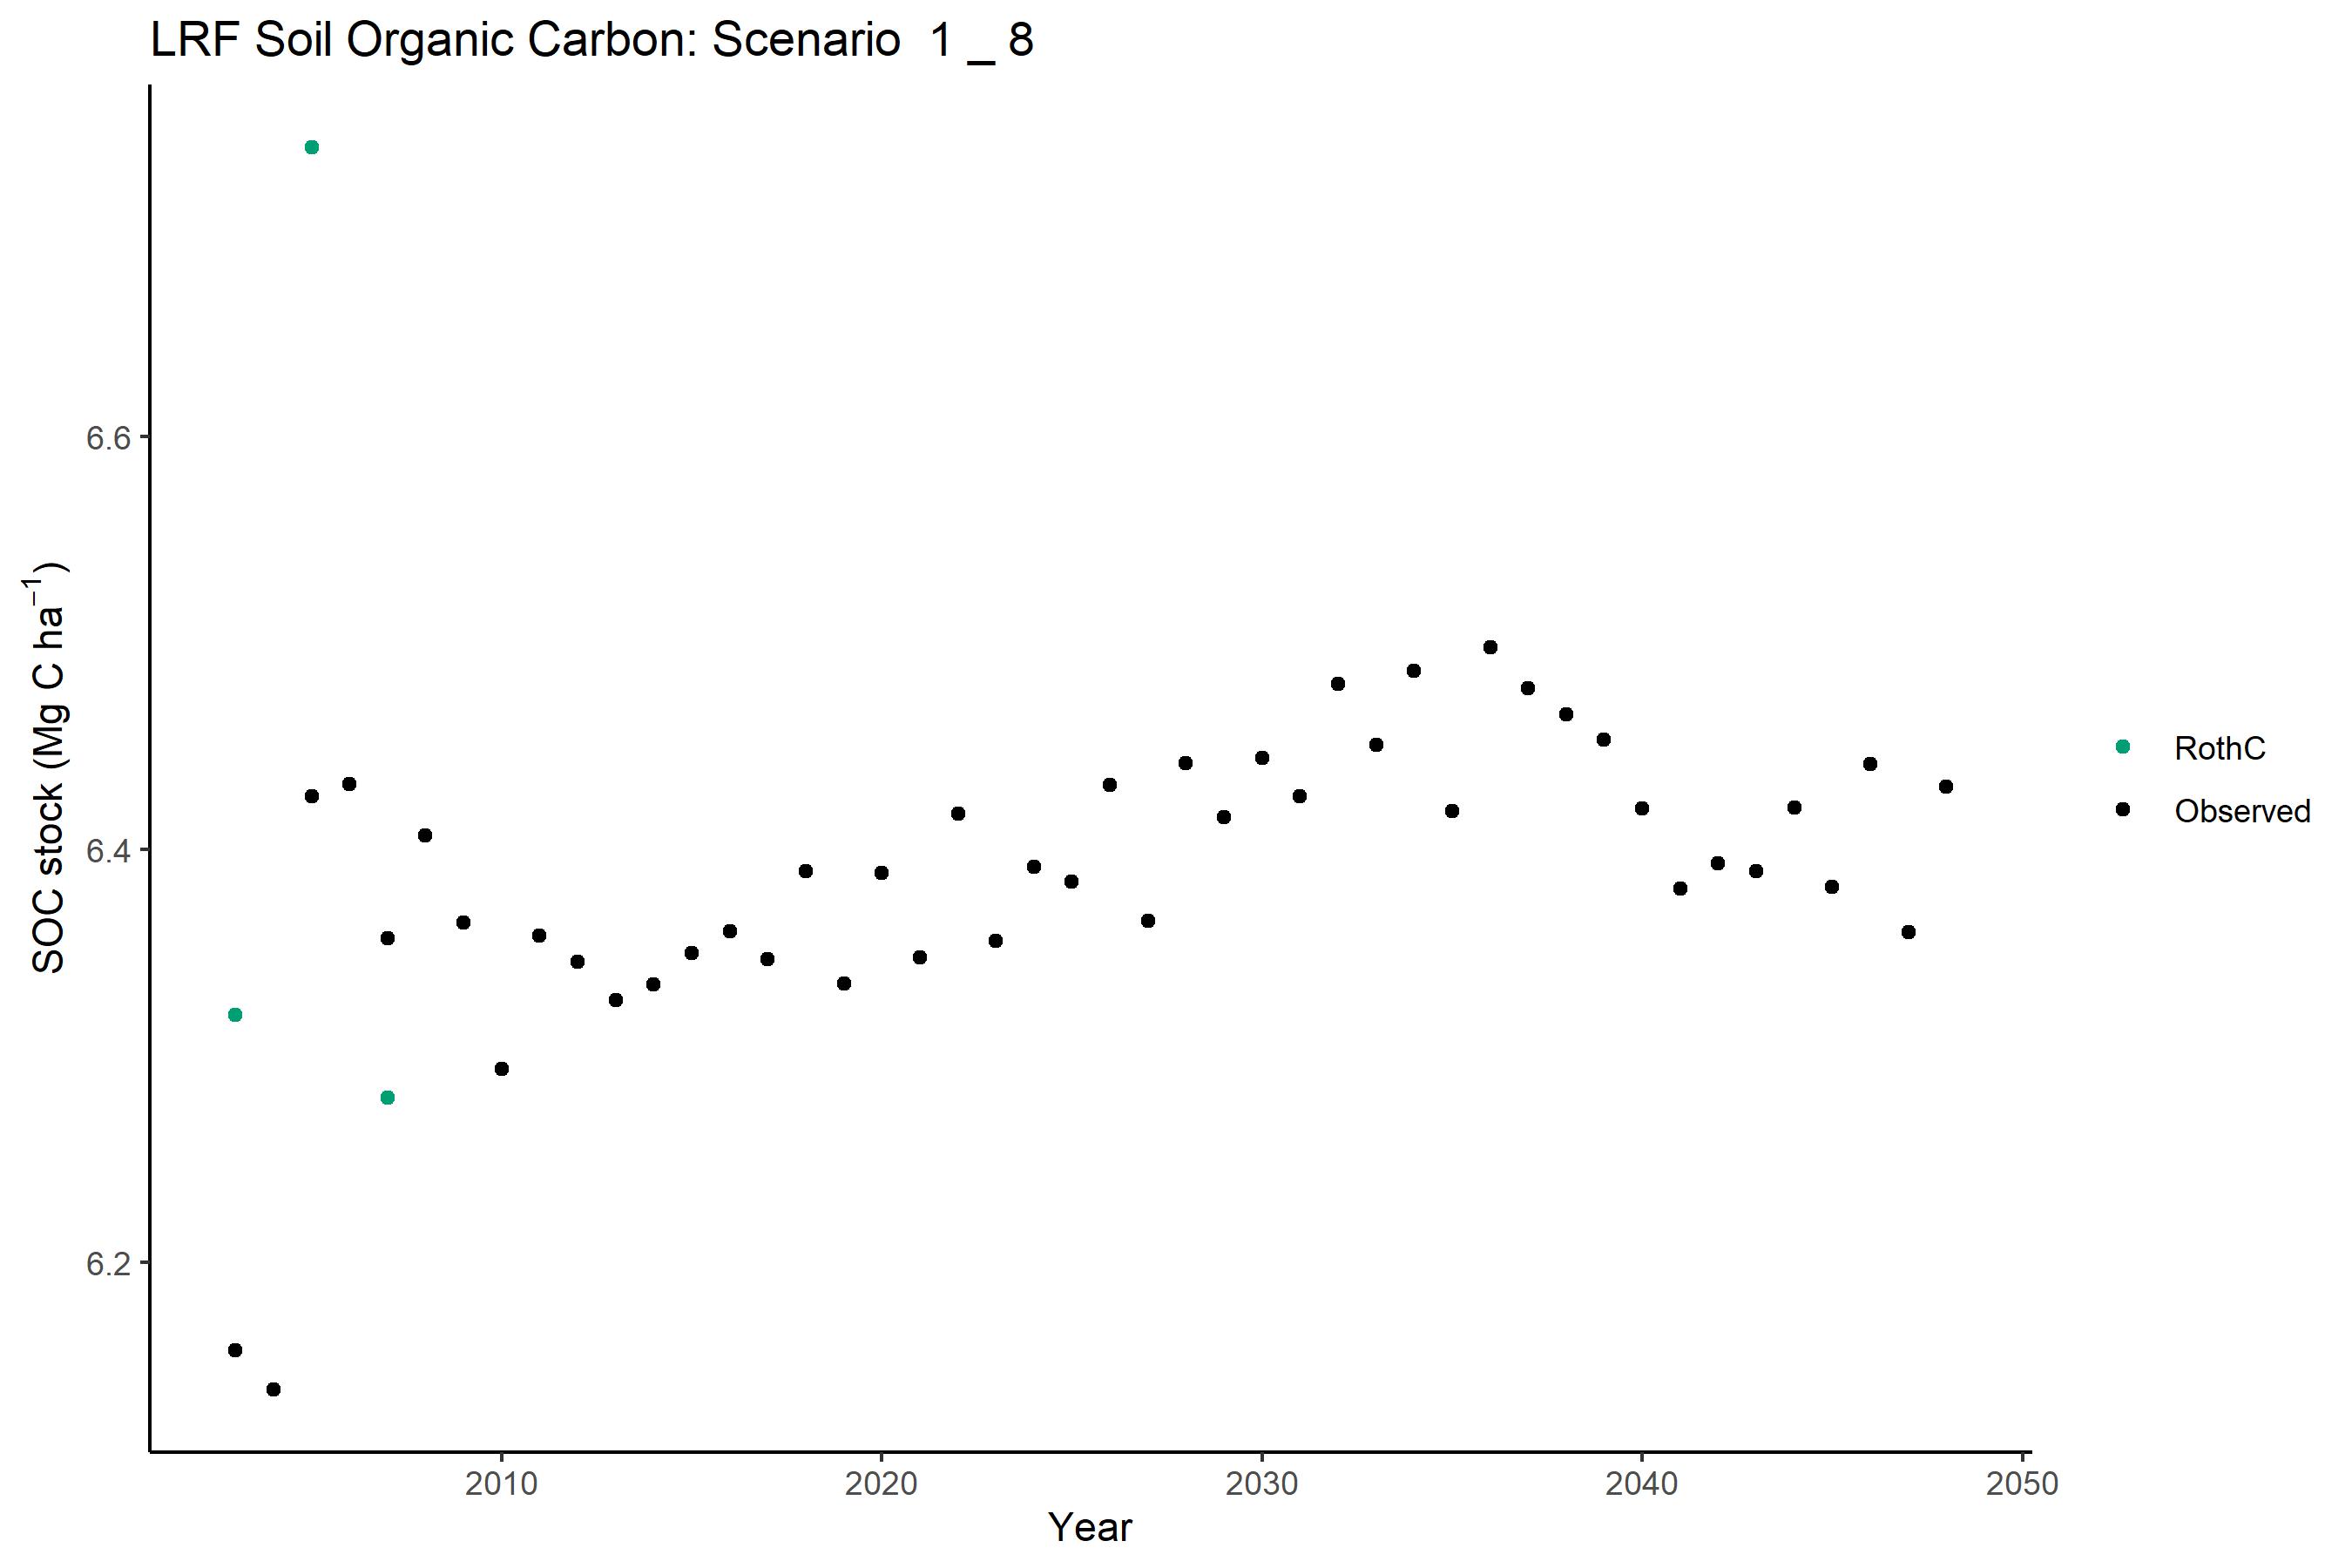 LRF Soil Organic Carbon: Scenario  1 _ 8
SOC stock (Mg C ha⁻¹)
6.6
6.4
6.2
2010 2020 2030 2040 2050
Year
RothC
Observed